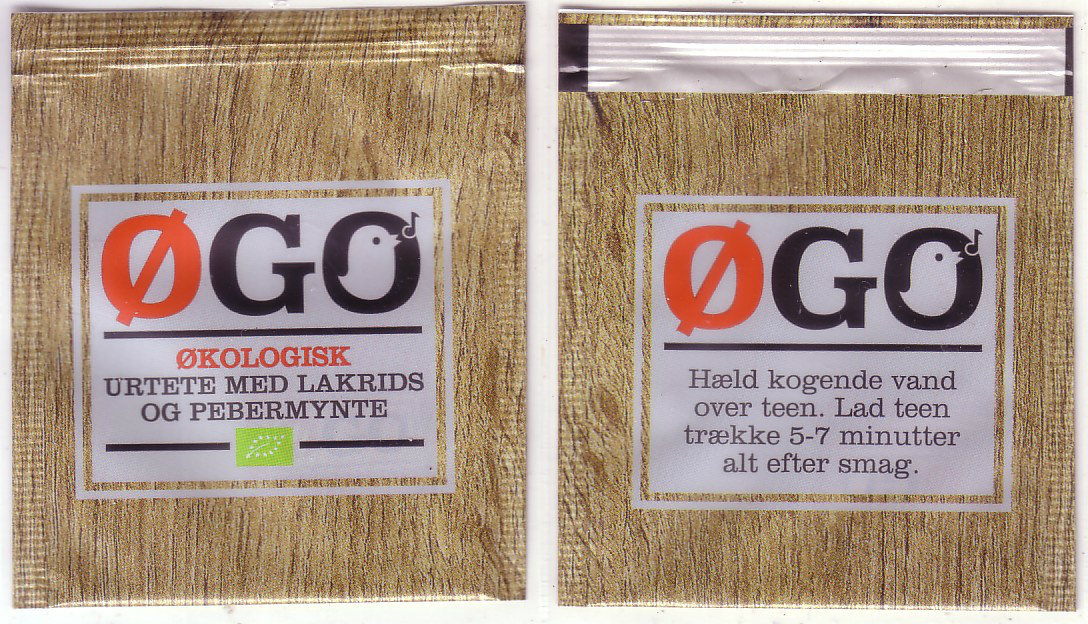 ØGO
ØKOLOGISK
URTETE MED LAKRIDS
OG PEBERMYNTE
ØGO
Hæld kogende vand
over teen. Lad teen
trække 5-7 minutter
alt efter smag.